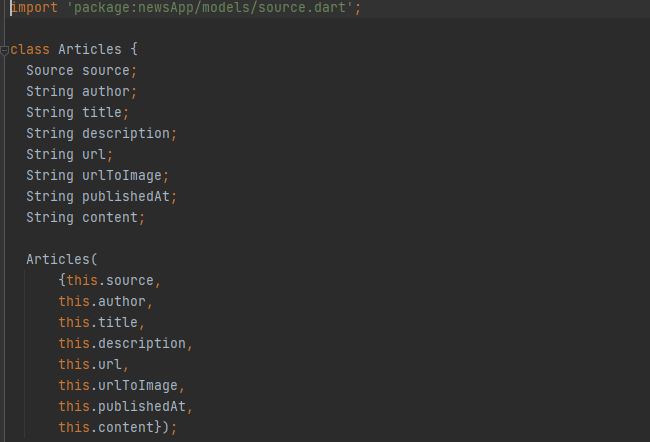 import 'package:newsApp/models/source.dart';
class Articles {
Source source;
String author;
String title;
String description;
String url;
String urlToImage;
String publishedAt;
String content;
Articles(
{this.source,
this.author,
this.title,
this.description,
this.url,
this.urlToImage,
this.publishedAt,
this.content});